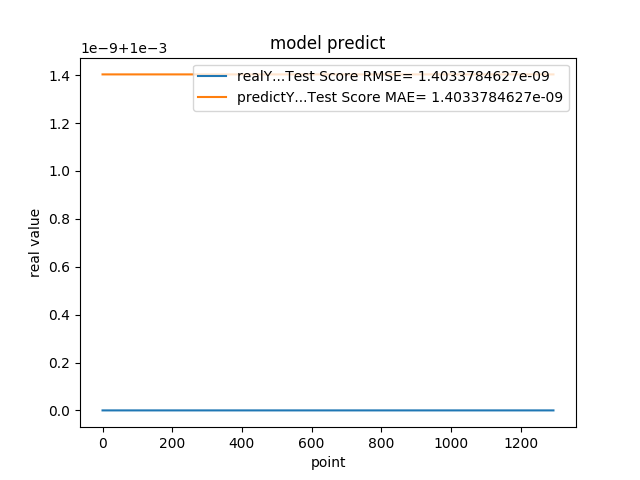 model predict
1e−9+1e−3
realY...Test Score RMSE= 1.4033784627e-09
predictY...Test Score MAE= 1.4033784627e-09
1.4
1.2
1.0
0.8
0.6
0.4
0.2
0.0
real value
0 200 400 600 800 1000 1200
point